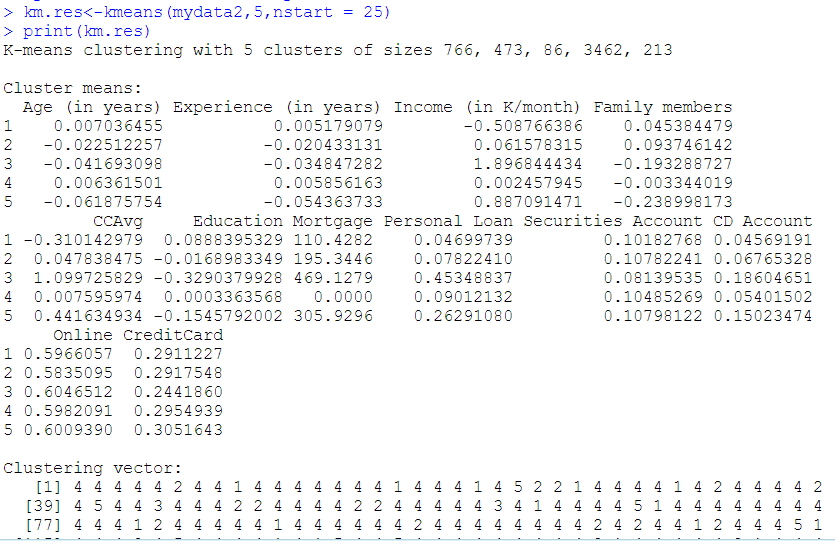 > km.res<-kmeans(mydata2,5,nstart = 25)
> print(km.res)
K-means clustering with 5 clusters of sizes 766, 473, 86, 3462, 213
Cluster means:
Age (in years) Experience (in years) Income (in K/month) Family members
1 0.007036455 0.005179079 -0.508766386 0.045384479
2 -0.022512257 -0.020433131 0.061578315 0.093746142
3 -0.041693098 -0.034847282 1.896844434 -0.193288727
4 0.006361501 0.005856163 0.002457945 -0.003344019
5 -0.061875754 -0.054363733 0.887091471 -0.238998173
CCAvg Education Mortgage Personal Loan Securities Account CD Account
1 -0.310142979 0.0888395329 110.4282 0.04699739 0.10182768 0.04569191
2 0.047838475 -0.0168983349 195.3446 0.07822410 0.10782241 0.06765328
3 1.099725829 -0.3290379928 469.1279 0.45348837 0.08139535 0.18604651
4 0.007595974 0.0003363568 0.0000 0.09012132 0.10485269 0.05401502
5 0.441634934 -0.1545792002 305.9296 0.26291080 0.10798122 0.15023474
Online CreditCard
1 0.5966057 0.2911227
2 0.5835095 0.2917548
3 0.6046512 0.2441860
4 0.5982091 0.2954939
5 0.6009390 0.3051643
Clustering vector:
[1] 4 4 4 4 4 2 4 4 1 4 4 4 4 4 4 4 1 4 4 4 1 4 5 2 2 1 4 4 4 4 1 4 2 4 4 4 4 2
[39] 4 5 4 4 3 4 4 4 2 2 4 4 4 4 2 2 4 4 4 4 4 3 4 1 4 4 4 4 5 1 4 4 4 4 4 4 4 4
[77] 4 4 4 1 2 4 4 4 4 4 1 4 4 4 4 4 4 2 4 4 4 4 4 4 4 4 2 4 2 4 4 1 2 4 4 4 5 1